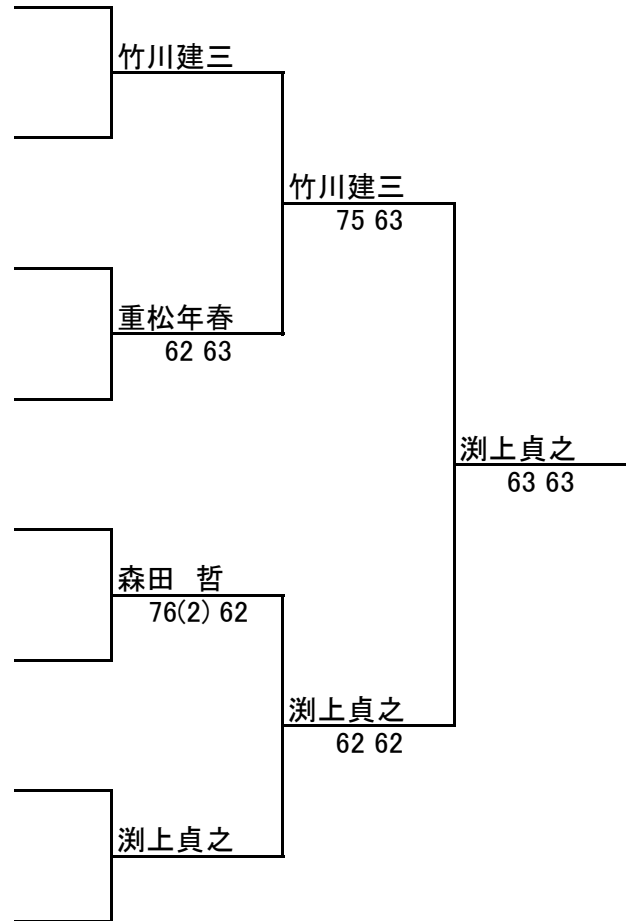 竹川建三
竹川建三
75 63
重松年春
62 63
渕上貞之
63 63
森田　哲
76(2) 62
渕上貞之
62 62
渕上貞之